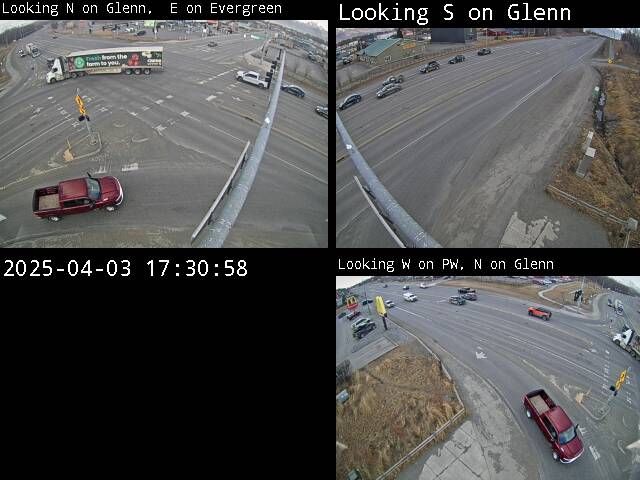 Looking N on Glenn, E on Evergreen
Looking S on Glenn
Fresh from the
farm to you.
2025-04-03 17:30:58
Looking W on PW, N on Glenn